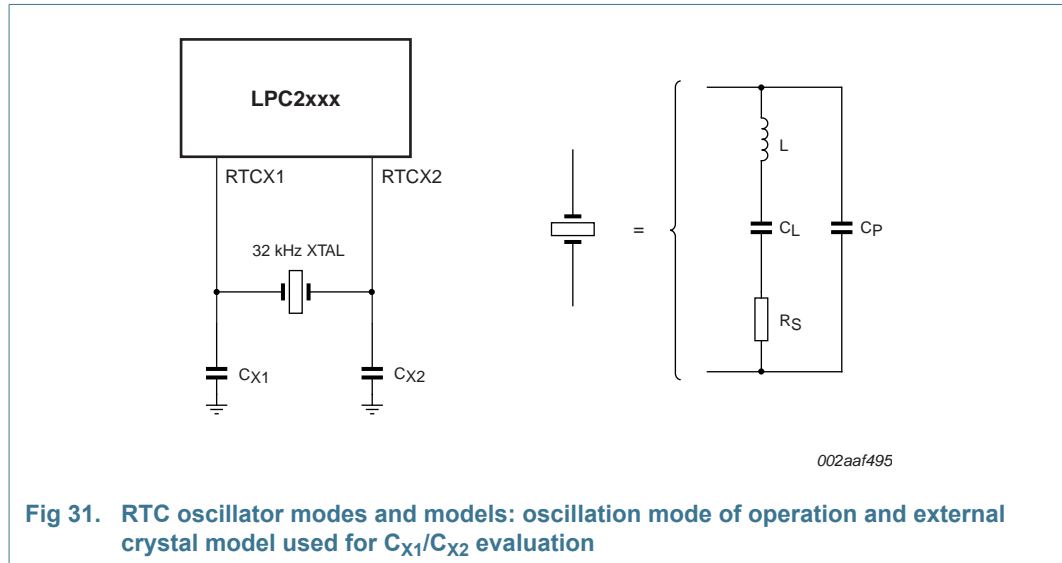 LPC2xxx
RTCX1
RTCX2
32 kHz XTAL
CX1
CX2
=
L
CL
CP
RS
002aaf495
Fig 31. RTC oscillator modes and models: oscillation mode of operation and external
crystal model used for CX1/CX2 evaluation